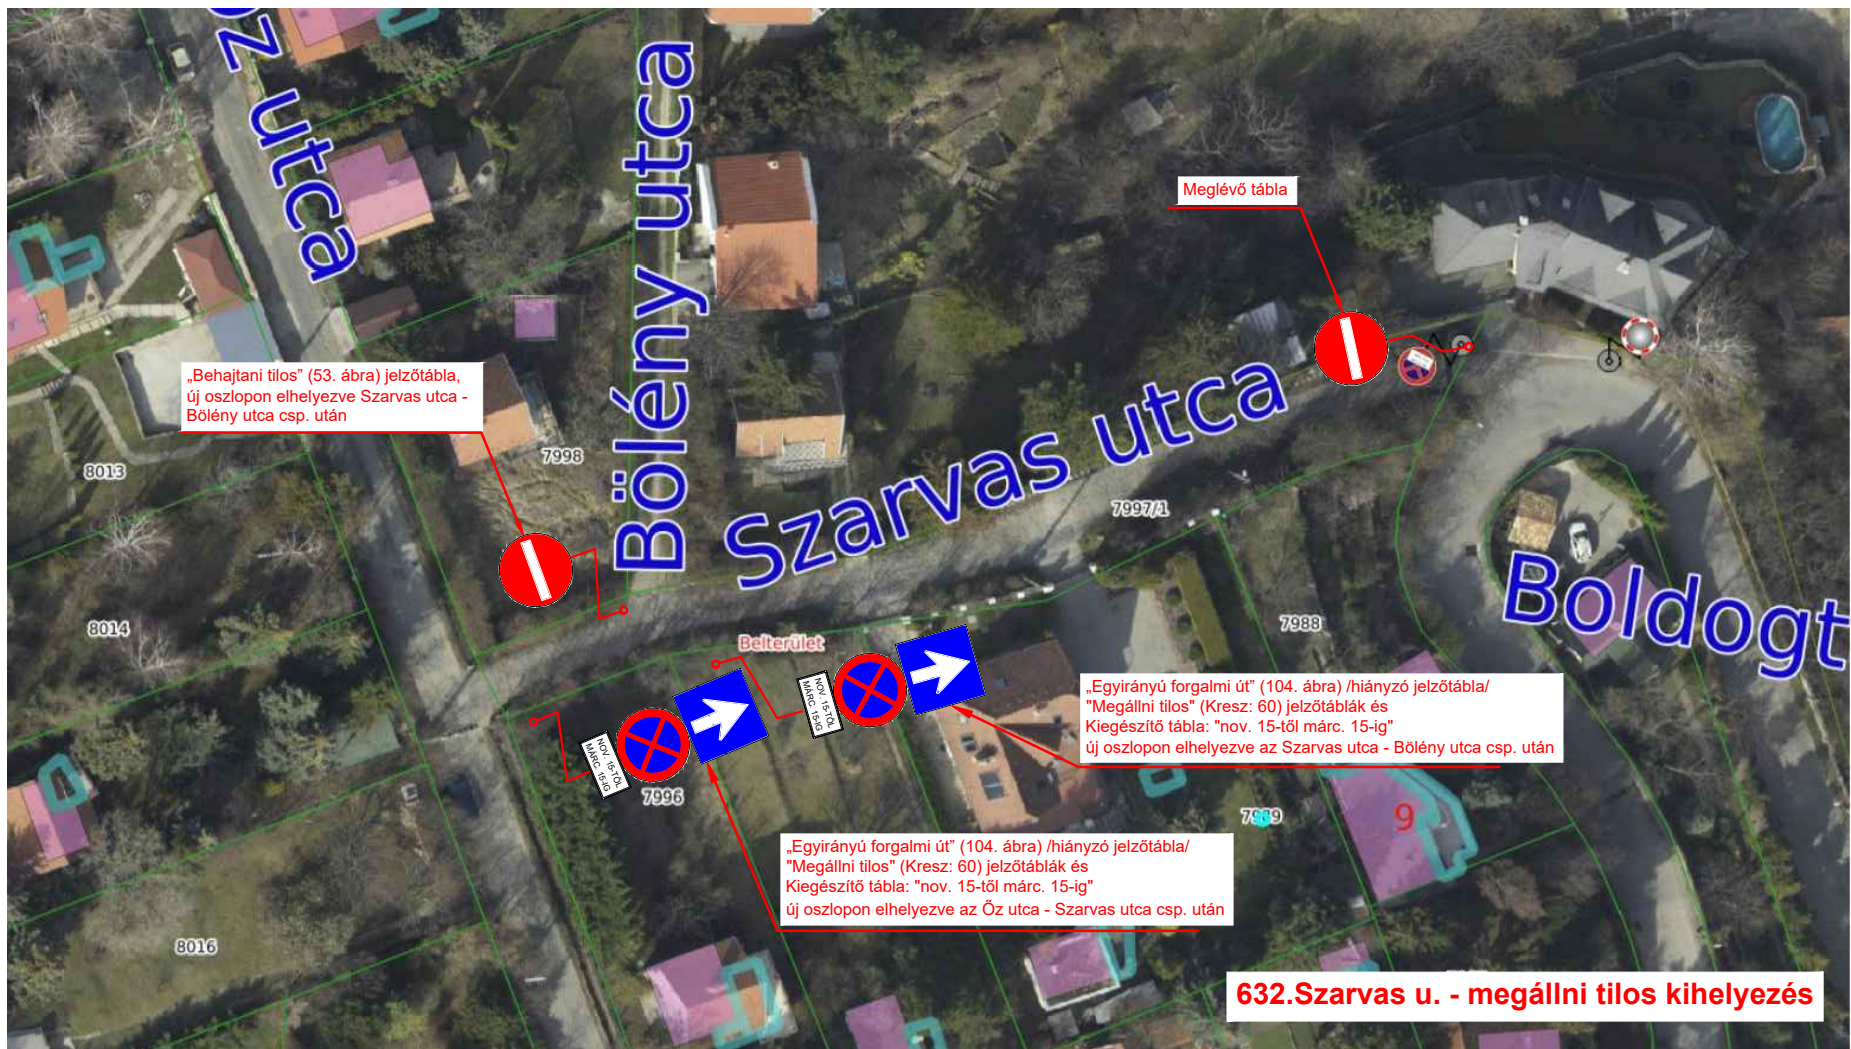 z utca
Bölény utca
Meglévő tábla
„Behajtani tilos” (53. ábra) jelzőtábla,
új oszlopon elhelyezve Szarvas utca -
Bölény utca csp. után
8013
7998
Szarvas utca
7997/1
Boldogt
8014
Belterület
7988
NOV. 15-TŐL
MÁRC. 15-IG
NOV. 15-TŐL
MÁRC. 15-IG
7996
„Egyirányú forgalmi út” (104. ábra) /hiányzó jelzőtábla/
"Megállni tilos" (Kresz: 60) jelzőtáblák és
Kiegészítő tábla: "nov. 15-től márc. 15-ig"
új oszlopon elhelyezve az Szarvas utca - Bölény utca csp. után
9
„Egyirányú forgalmi út” (104. ábra) /hiányzó jelzőtábla/
"Megállni tilos" (Kresz: 60) jelzőtáblák és
Kiegészítő tábla: "nov. 15-től márc. 15-ig"
új oszlopon elhelyezve az Őz utca - Szarvas utca csp. után
8016
632.Szarvas u. - megállni tilos kihelyezés